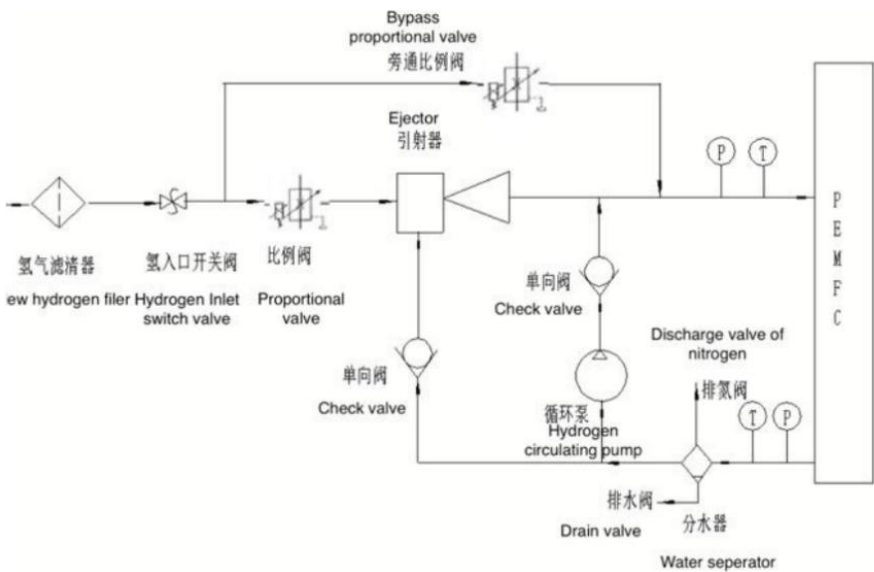 Bypass
proportional valve
旁通比例阀
Ejector
引射器
P
T
P
E
M
F
C
氢气滤清器
ew hydrogen filer
氢入口开关阀
Hydrogen Inlet
switch valve
比例阀
Proportional
valve
单向阀
Check valve
单向阀
Check valve
Discharge valve of
nitrogen
排氮阀
循环泵
Hydrogen
circulating pump
T
P
排水阀
Drain valve
分水器
Water seperator